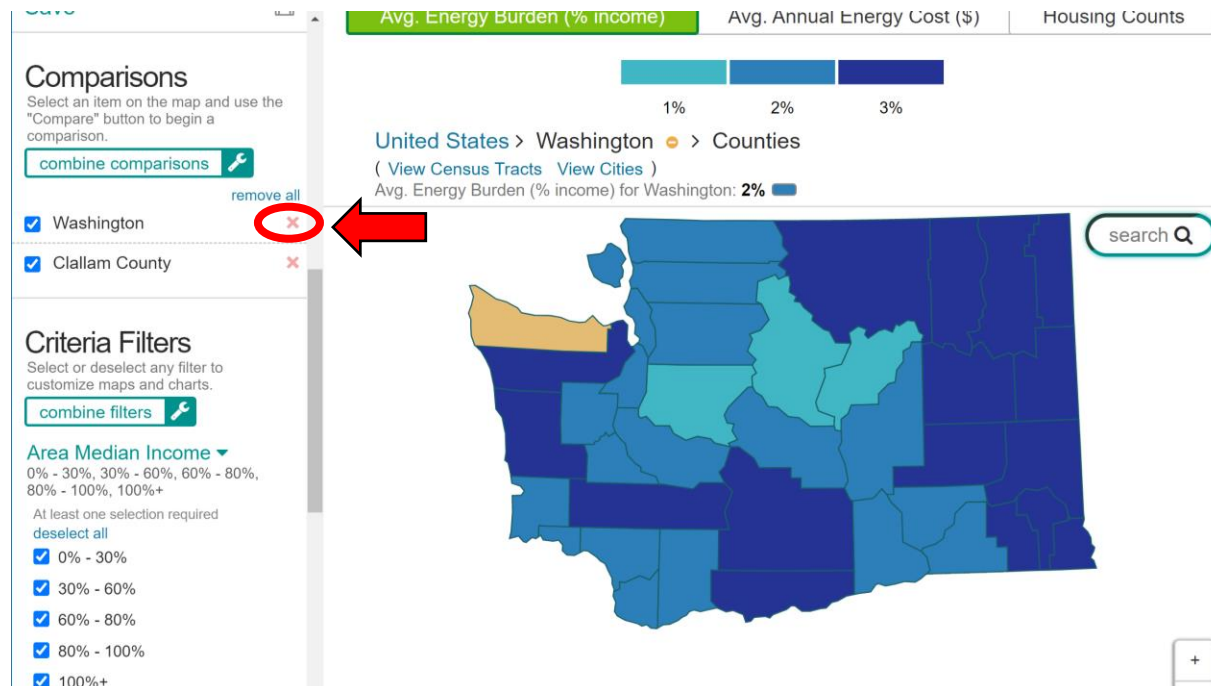 Save
Comparisons
Select an item on the map and use the
"Compare" button to begin a
comparison.
combine comparisons
remove all
Washington
Clallam County
Criteria Filters
Select or deselect any filter to
customize maps and charts.
combine filters
Area Median Income
0% - 30%, 30% - 60%, 60% - 80%,
80% - 100%, 100%+
At least one selection required
deselect all
0% - 30%
30% - 60%
60% - 80%
80% - 100%
100%+
Avg. Energy Burden (% income) Avg. Annual Energy Cost ($) Housing Counts
1% 2% 3%
United States > Washington > Counties
( View Census Tracts View Cities )
Avg. Energy Burden (% income) for Washington: 2%
search
+